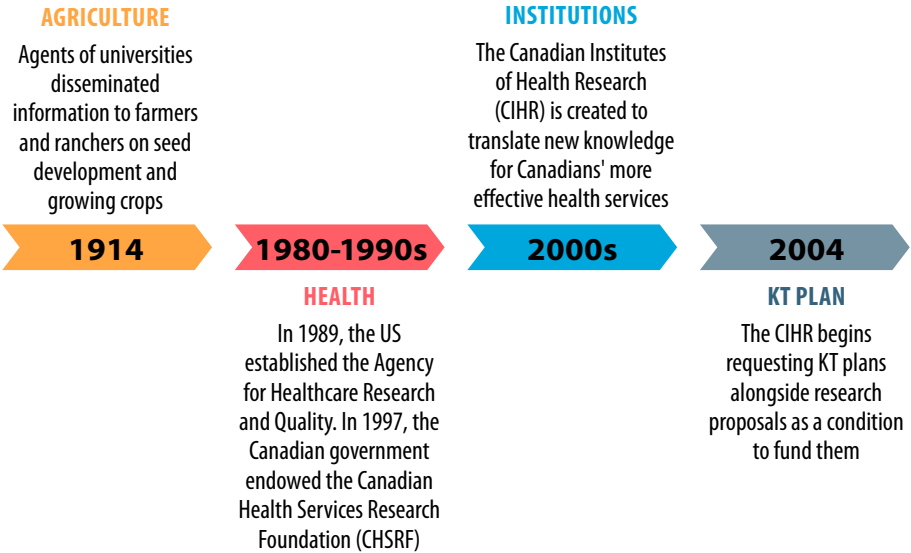 AGRICULTURE
Agents of universities
disseminated
information to farmers
and ranchers on seed
development and
growing crops
1914
1980-1990s
HEALTH
In 1989, the US
established the Agency
for Healthcare Research
and Quality. In 1997, the
Canadian government
endowed the Canadian
Health Services Research
Foundation (CHSRF)
INSTITUTIONS
The Canadian Institutes
of Health Research
(CIHR) is created to
translate new knowledge
for Canadians' more
effective health services
2000s
2004
KT PLAN
The CIHR begins
requesting KT plans
alongside research
proposals as a condition
to fund them